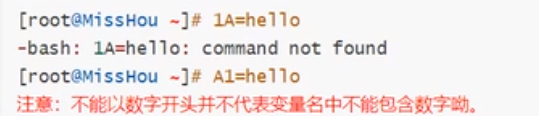 [root@MissHou ~]# 1A=hello
-bash: 1A=hello: command not found
[root@MissHou ~]# A1=hello
注意：不能以数字开头并不代表变量名中不能包含数字呦。